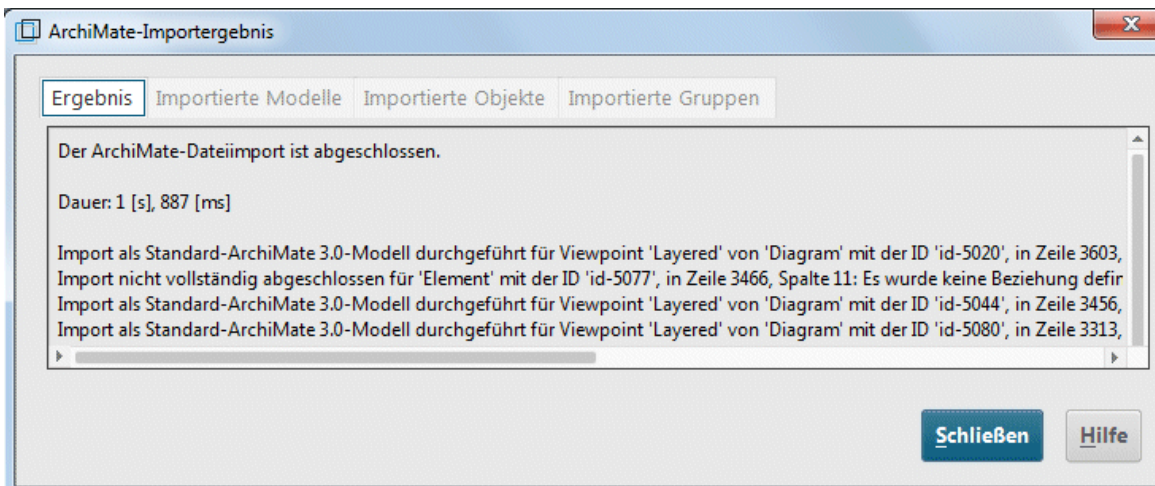 ArchiMate-Importergebnis
Ergebnis Importierte Modelle Importierte Objekte Importierte Gruppen
Der ArchiMate-Dateiimport ist abgeschlossen.
Dauer: 1 [s], 887 [ms]
Import als Standard-ArchiMate 3.0-Modell durchgeführt für Viewpoint 'Layered' von 'Diagram' mit der ID 'id-5020', in Zeile 3603,
Import nicht vollständig abgeschlossen für 'Element' mit der ID 'id-5077', in Zeile 3466, Spalte 11: Es wurde keine Beziehung defin
Import als Standard-ArchiMate 3.0-Modell durchgeführt für Viewpoint 'Layered' von 'Diagram' mit der ID 'id-5044', in Zeile 3456,
Import als Standard-ArchiMate 3.0-Modell durchgeführt für Viewpoint 'Layered' von 'Diagram' mit der ID 'id-5080', in Zeile 3313,
Schließen Hilfe